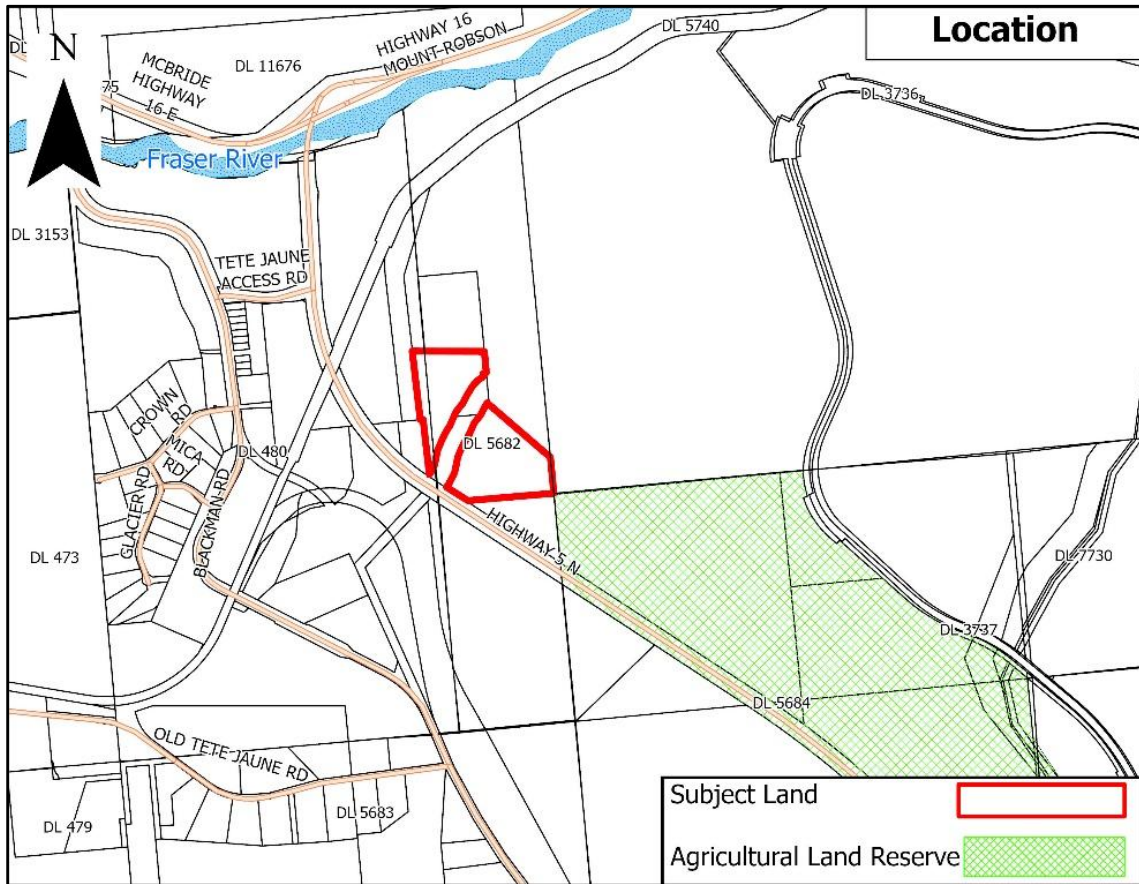 Location
N
DL
MCBRIDE
HIGHWAY
16 E
75
DL 11676
HIGHWAY 16
MOUNT ROBSON
DL 5740
DL 3736
Fraser River
DL 3153
TETE JAUNE
ACCESS RD
CROWN
RD
MICA
RD
DL 480
DL 5682
GLACIER RD
BLACKMAN RD
HIGHWAY 5 N
DL 473
DL 7730
DL 3737
DL 5684
OLD TETE JAUNE RD
DL 479
DL 5683
Subject Land
Agricultural Land Reserve